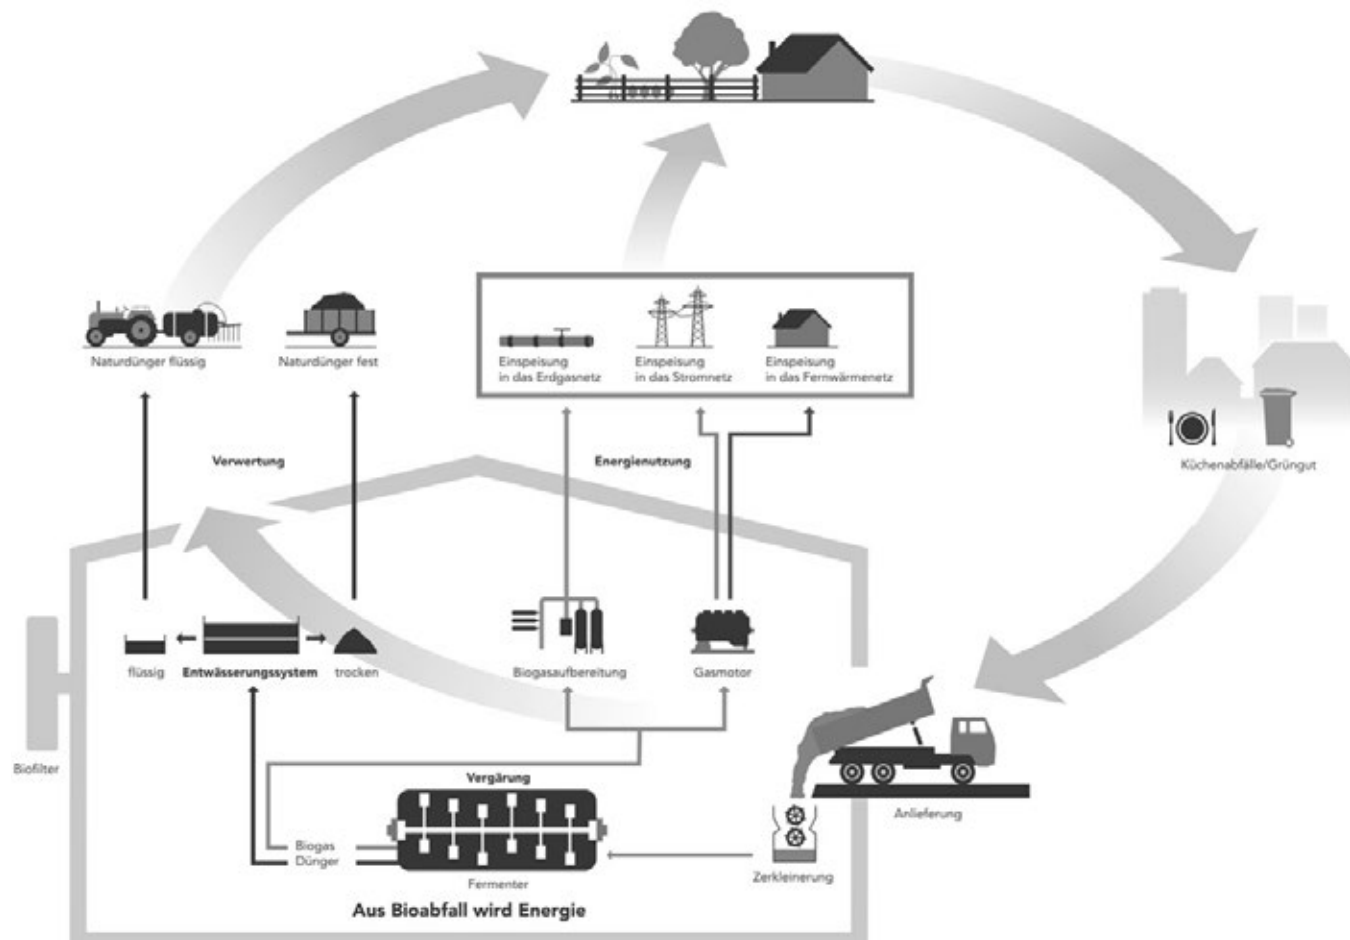 Naturdünger flüssig
Naturdünger fest
Einspeisung
in das Erdgasnetz
Einspeisung
in das Stromnetz
Einspeisung
in das Fernwärmenetz
Küchenabfälle/Grüngut
Verwertung
Energienutzung
flüssig
Entwässerungssystem
trocken
Biogasaufbereitung
Gasmotor
Biofilter
Vergärung
Anlieferung
Biogas
Dünger
Zerkleinerung
Fermenter
Aus Bioabfall wird Energie